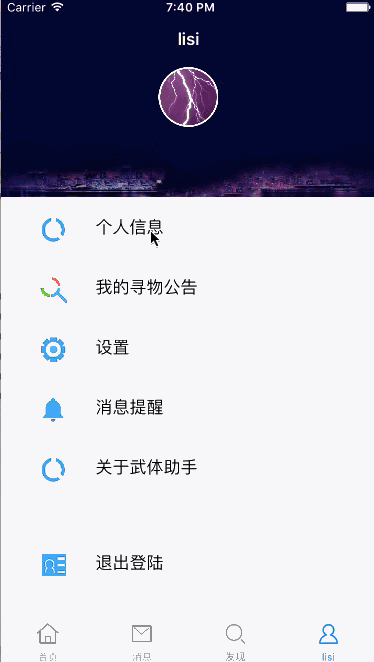 Carrier 7:40 PM
lisi
个人信息
我的寻物公告
设置
消息提醒
关于武体助手
退出登陆
首页 消息 发现 lisi